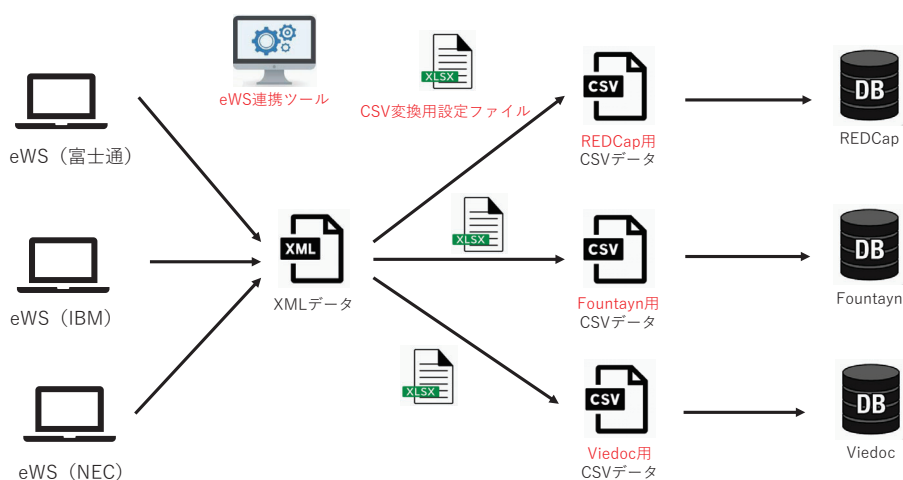 eWS連携ツール
XLSX
CSV変換用設定ファイル
eWS（富士通）
eWS（IBM）
eWS（NEC）
XML
XMLデータ
XLSX
XLSX
CSV
REDCap用
CSVデータ
CSV
Fountayn用
CSVデータ
CSV
Viedoc用
CSVデータ
DB
REDCap
DB
Fountayn
DB
Viedoc